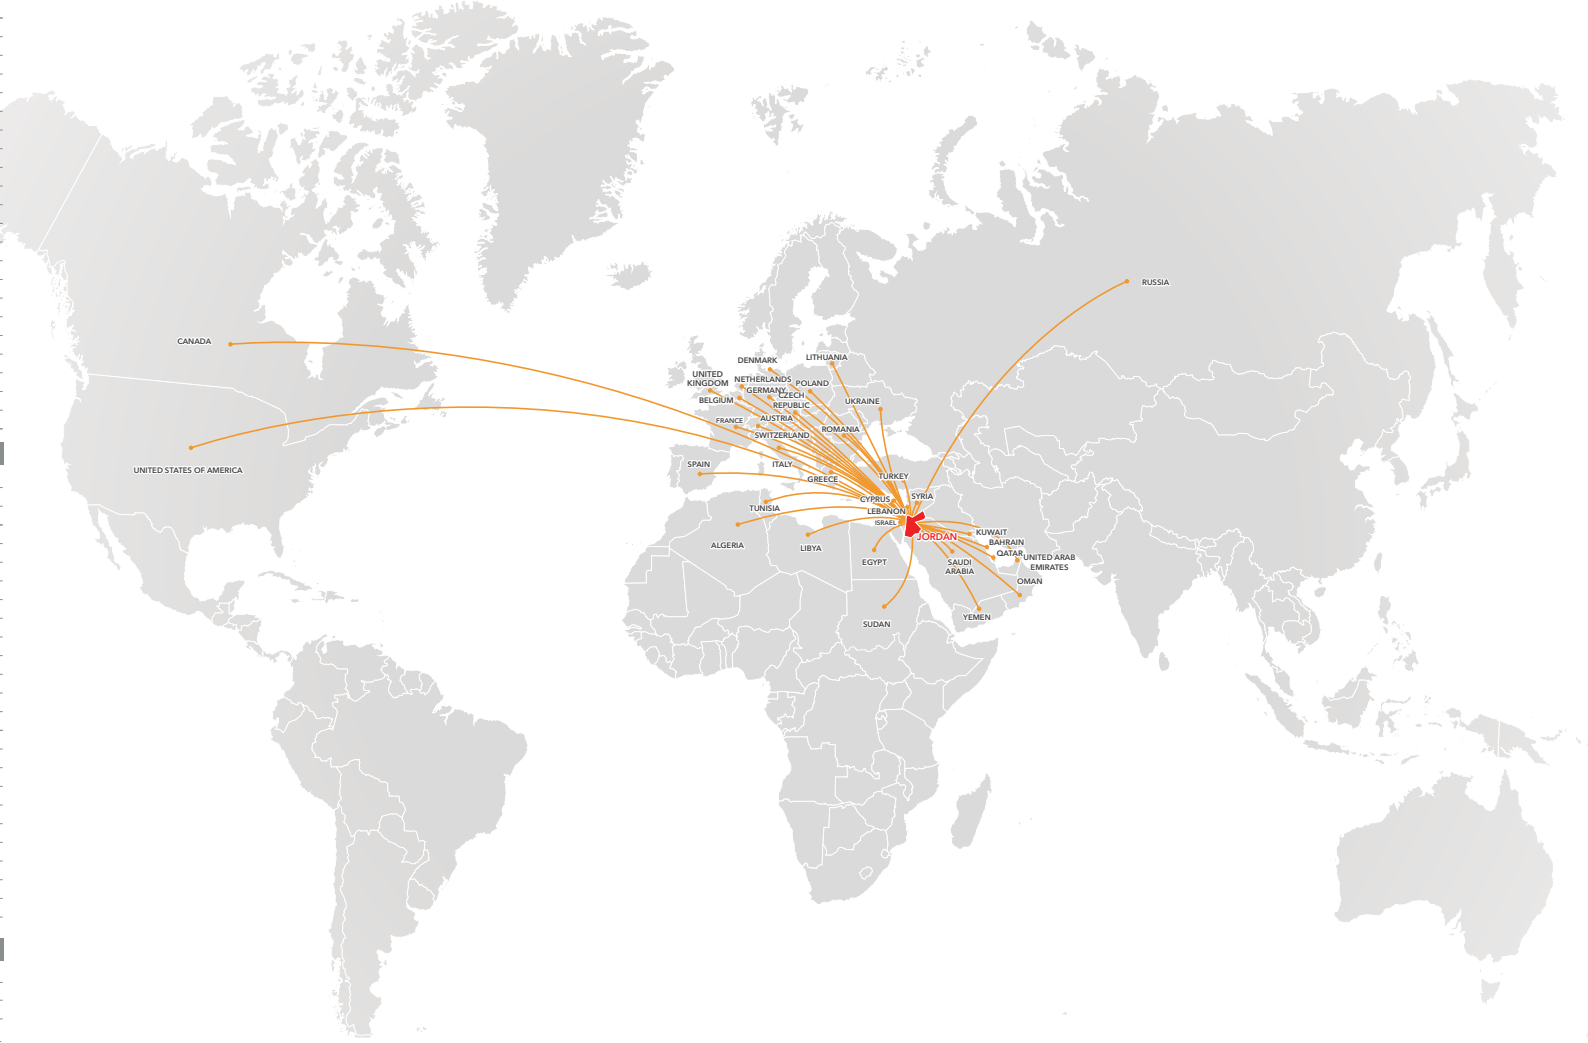 RUSSIA
CANADA
DENMARK
LITHUANIA
UNITED
KINGDOM
NETHERLANDS
POLAND
GERMANY
CZECH
REPUBLIC
BELGIUM
UKRAINE
FRANCE
AUSTRIA
ROMANIA
SWITZERLAND
SPAIN
ITALY
UNITED STATES OF AMERICA
GREECE
TURKEY
CYPRUS
SYRIA
TUNISIA
LEBANON
ISRAEL
JORDAN
KUWAIT
ALGERIA
LIBYA
BAHRAIN
QATAR
UNITED ARAB
EMIRATES
EGYPT
SAUDI
ARABIA
OMAN
YEMEN
SUDAN